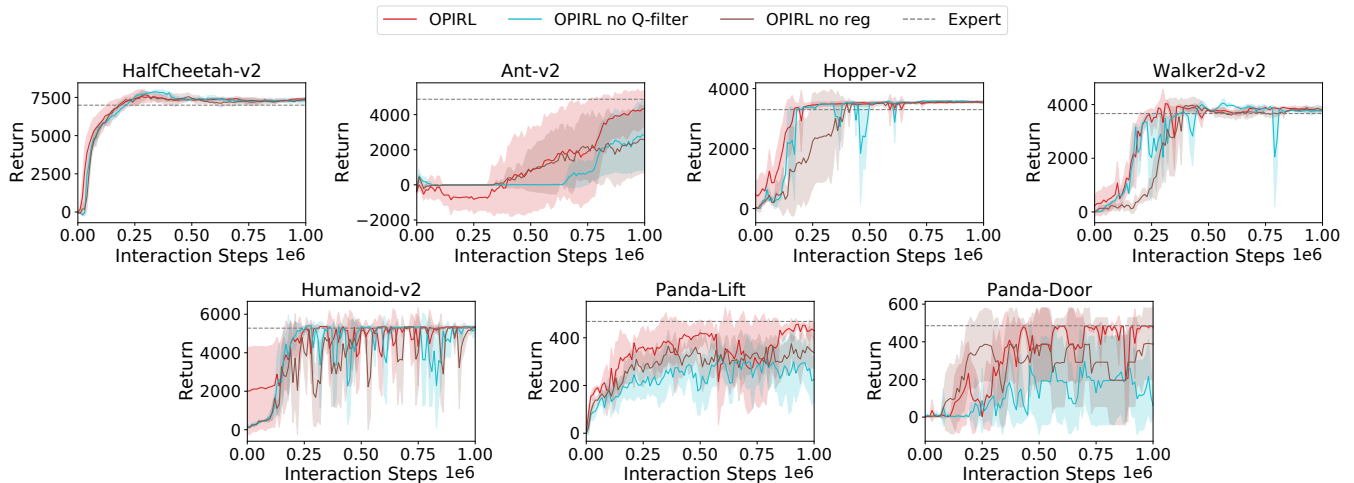 OPIRL OPIRL no Q-filter OPIRL no reg Expert
HalfCheetah-v2 Ant-v2 Hopper-v2 Walker2d-v2
Return 7500 5000 2500 0
0.00 0.25 0.50 0.75 1.00
Interaction Steps 1e6
Return 4000 2000 0 −2000
0.00 0.25 0.50 0.75 1.00
Interaction Steps 1e6
Return 4000 2000 0
0.00 0.25 0.50 0.75 1.00
Interaction Steps 1e6
Return 4000 2000 0
0.00 0.25 0.50 0.75 1.00
Interaction Steps 1e6
Humanoid-v2 Panda-Lift Panda-Door
Return 6000 4000 2000 0
0.00 0.25 0.50 0.75 1.00
Interaction Steps 1e6
Return 400 200 0
0.00 0.25 0.50 0.75 1.00
Interaction Steps 1e6
Return 600 400 200 0
0.00 0.25 0.50 0.75 1.00
Interaction Steps 1e6